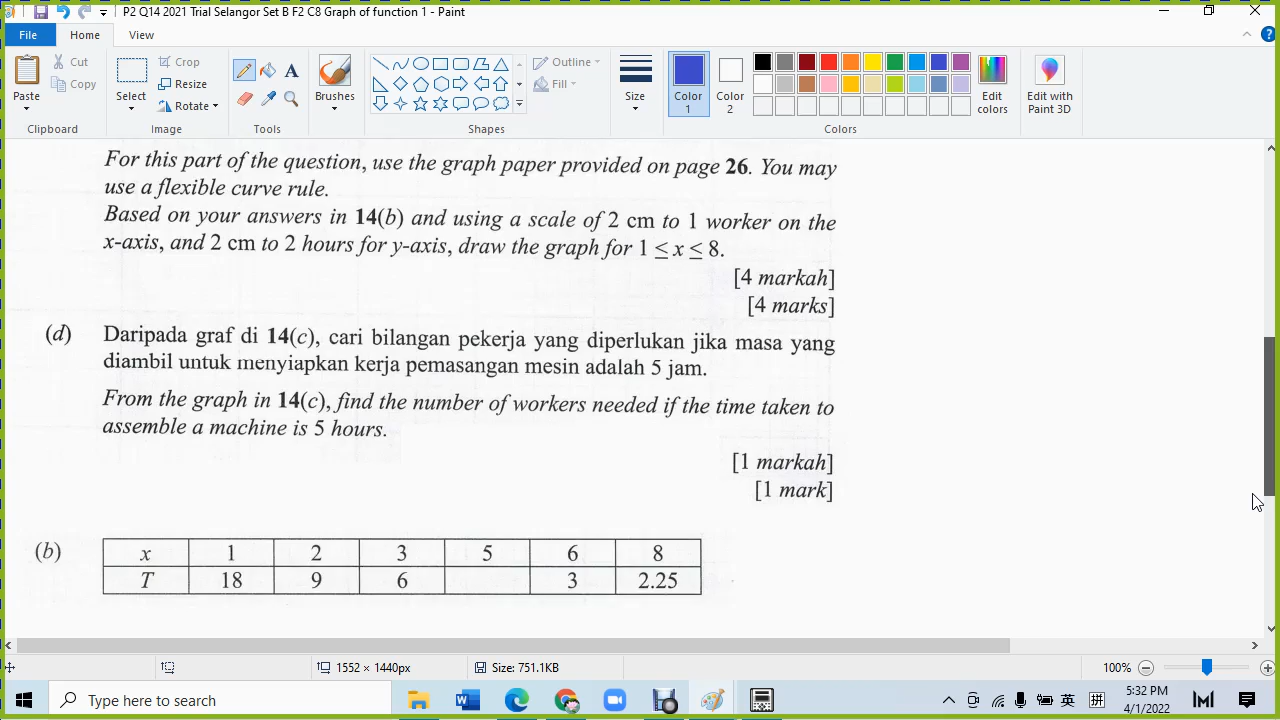 P2 Q14 2021 Trial Selangor Set B F2 C8 Graph of function 1 - Paint
File Home View
Paste
Cut
Copy
Clipboard
Select
Crop
Resize
Rotate
Image
Tools
Brushes
Shapes
Outline
Fill
Size
Color 1
Color 2
Edit colors
Colors
Edit with Paint 3D
For this part of the question, use the graph paper provided on page 26. You may
use a flexible curve rule.
Based on your answers in 14(b) and using a scale of 2 cm to 1 worker on the
x-axis, and 2 cm to 2 hours for y-axis, draw the graph for 1 ≤ x ≤ 8.
[4 markah]
[4 marks]
(d) Daripada graf di 14(c), cari bilangan pekerja yang diperlukan jika masa yang
diambil untuk menyiapkan kerja pemasangan mesin adalah 5 jam.
From the graph in 14(c), find the number of workers needed if the time taken to
assemble a machine is 5 hours.
[1 markah]
[1 mark]
(b) x 1 2 3 5 6 8
T 18 9 6 3 2.25
1552 × 1440px Size: 751.1KB 100%
Type here to search
英 拼 5:32 PM
4/1/2022